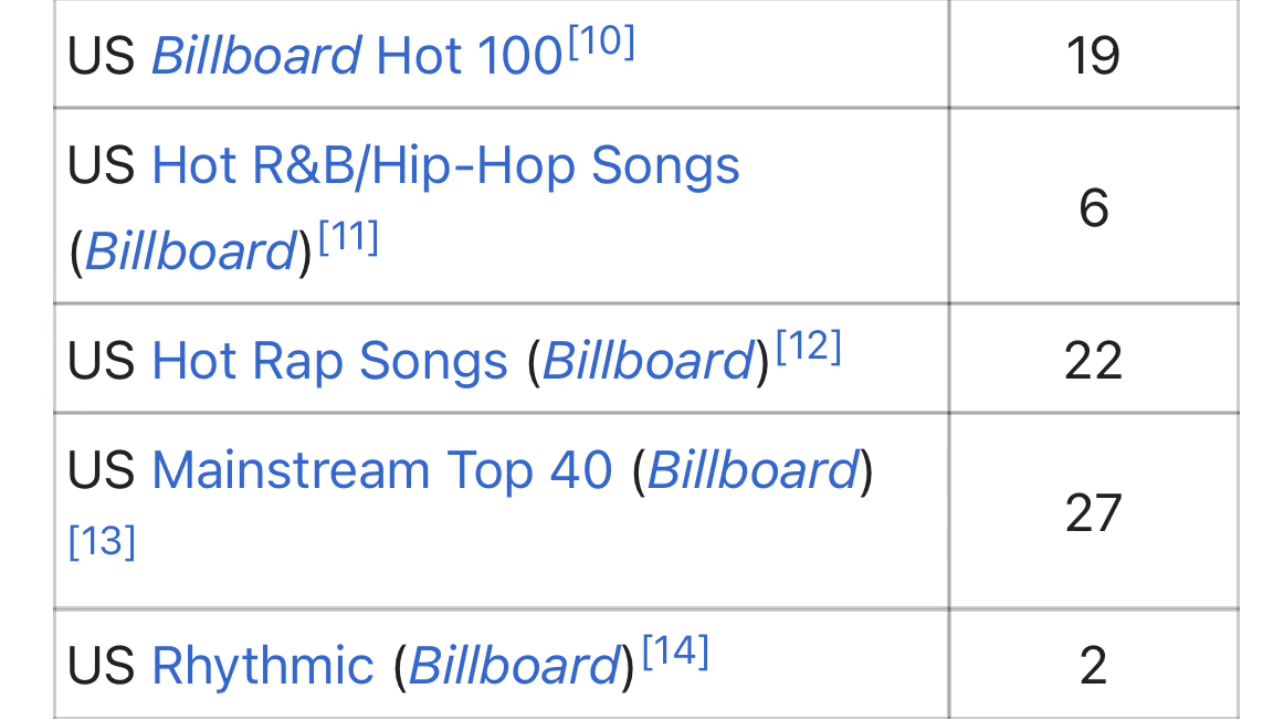 US Billboard Hot 100[10] 19
US Hot R&B/Hip-Hop Songs
(Billboard)[11] 6
US Hot Rap Songs (Billboard)[12] 22
US Mainstream Top 40 (Billboard)
[13] 27
US Rhythmic (Billboard)[14] 2